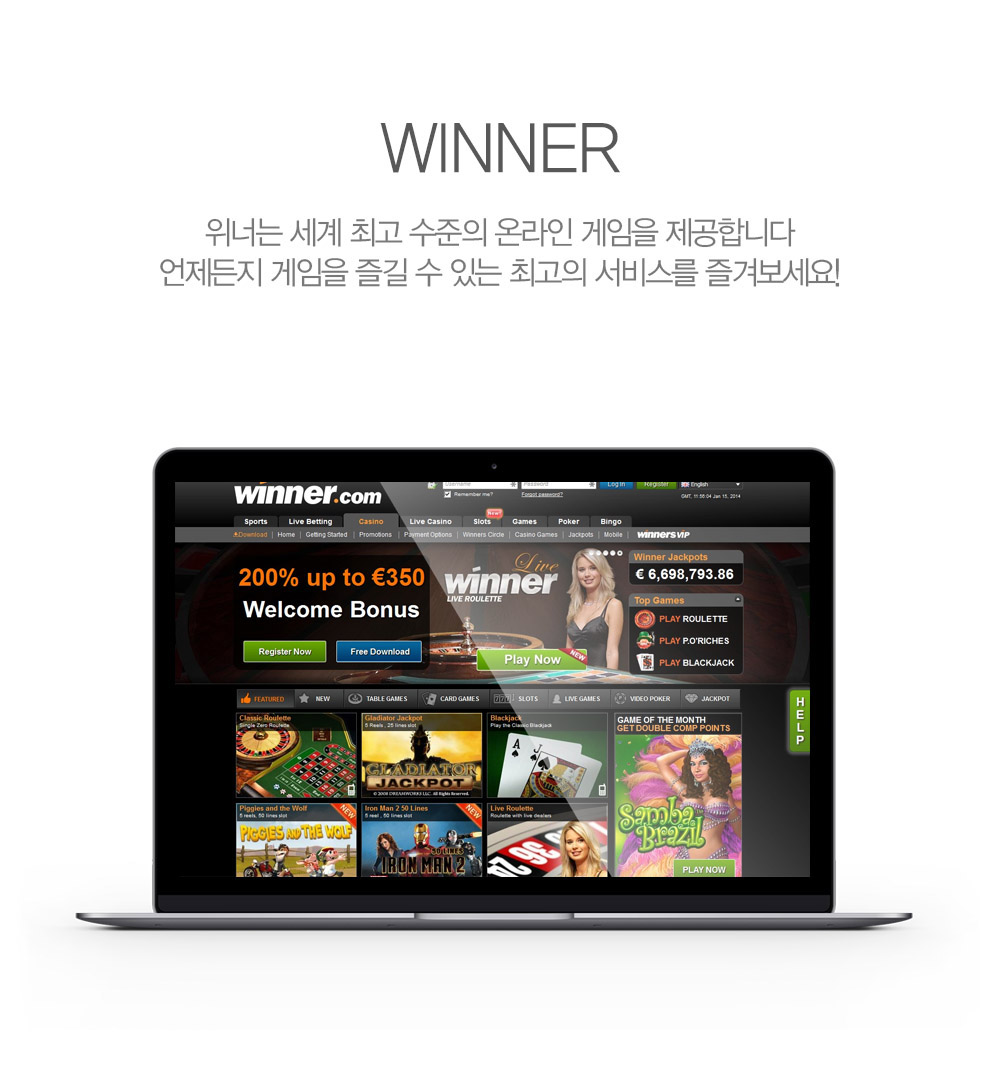 WINNER
위너는 세계 최고 수준의 온라인 게임을 제공합니다
언제든지 게임을 즐길 수 있는 최고의 서비스를 즐겨보세요!
winner.com
Username
Password
Log In
Register
English
Remember me?
Forgot password?
GMT, 11:56:04 Jan 15, 2014
New!
Sports Live Betting Casino Live Casino Slots Games Poker Bingo
Download | Home | Getting Started | Promotions | Payment Options | Winners Circle | Casino Games | Jackpots | Mobile | winners VIP
200% up to €350
Welcome Bonus
Register Now
Free Download
Live
winner
LIVE ROULETTE
Play Now
NEW
Winner Jackpots
€ 6,698,793.86
Top Games
PLAY ROULETTE
PLAY P.O'RICHES
PLAY BLACKJACK
FEATURED NEW TABLE GAMES CARD GAMES SLOTS LIVE GAMES VIDEO POKER JACKPOT
HELP
Classic Roulette
Single Zero Roulette
Gladiator Jackpot
5 Reels , 25 lines slot
GLADIATOR
JACKPOT
© 2008 DREAMWORKS LLC. All Rights Reserved.
Blackjack
Play the Classic Blackjack
A
J
GAME OF THE MONTH
GET DOUBLE COMP POINTS
Samba
Brazil
PLAY NOW
Piggies and the Wolf
5 reels, 50 lines slot
NEW
PIGGIES AND THE WOLF
Iron Man 2 50 Lines
5 reel , 50 lines slot
NEW
50 LINES
IRON MAN 2
Live Roulette
Roulette with live dealers
36